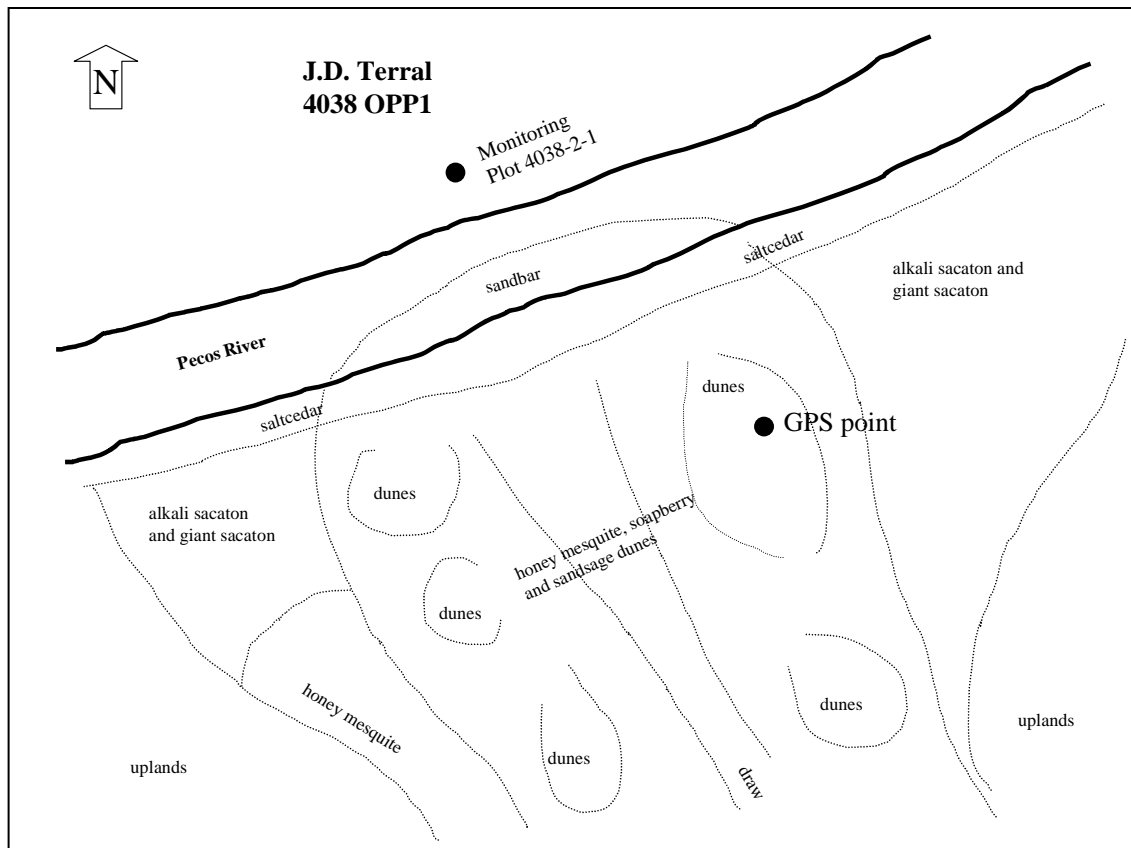 N
J.D. Terral
4038 OPP1
Monitoring
Plot 4038-2-1
saltcedar
alkali sacaton and
giant sacaton
sandbar
Pecos River
saltcedar
dunes
GPS point
dunes
alkali sacaton
and giant sacaton
honey mesquite, soapberry
and sandsage dunes
dunes
honey mesquite
dunes
uplands
uplands
dunes
draw